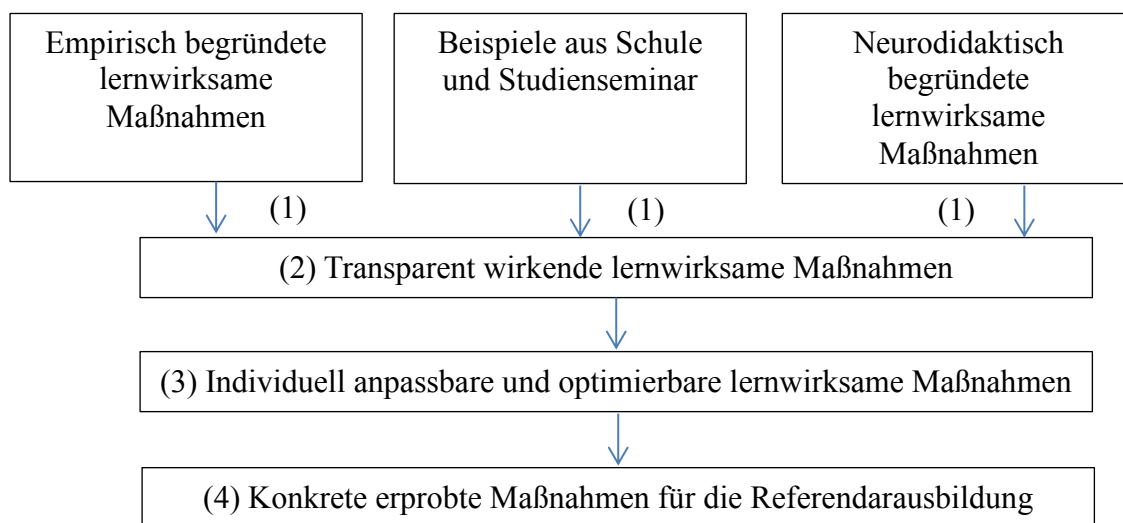 Empirisch begründete
lernwirksame
Maßnahmen
Beispiele aus Schule
und Studienseminar
Neurodidaktisch
begründete
lernwirksame
Maßnahmen
(1)
(1)
(1)
(2) Transparent wirkende lernwirksame Maßnahmen
(3) Individuell anpassbare und optimierbare lernwirksame Maßnahmen
(4) Konkrete erprobte Maßnahmen für die Referendarausbildung